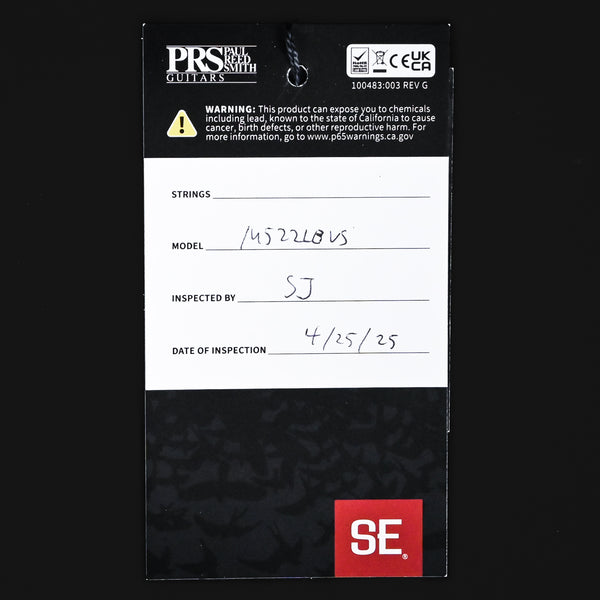 PRS PAUL REED SMITH
GUITARS
UK
CA
100483:003 REV G
WARNING: This product can expose you to chemicals
including lead, known to the state of California to cause
cancer, birth defects, or other reproductive harm. For
more information, go to www.p65warnings.ca.gov
STRINGS
MODEL M522LBVS
INSPECTED BY SJ
DATE OF INSPECTION 4/25/25
SE®